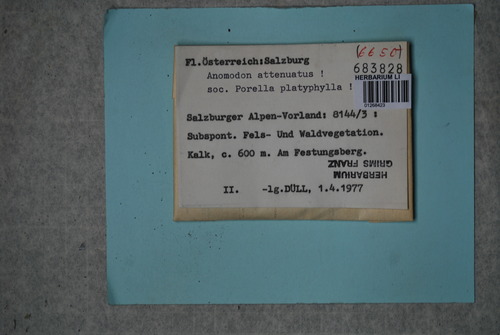 Fl.Österreich:Salzburg
(6650)
683828
HERBARIUM LI
01268423
Anomodon attenuatus !
soc. Porella platyphylla !
Salzburger Alpen-Vorland: 8144/3 :
Subspont. Fels- Und Waldvegetation.
Kalk, c. 600 m. Am Festungsberg.
HERBARIUM
GRIMS FRANZ
II. -lg.DÜLL, 1.4.1977